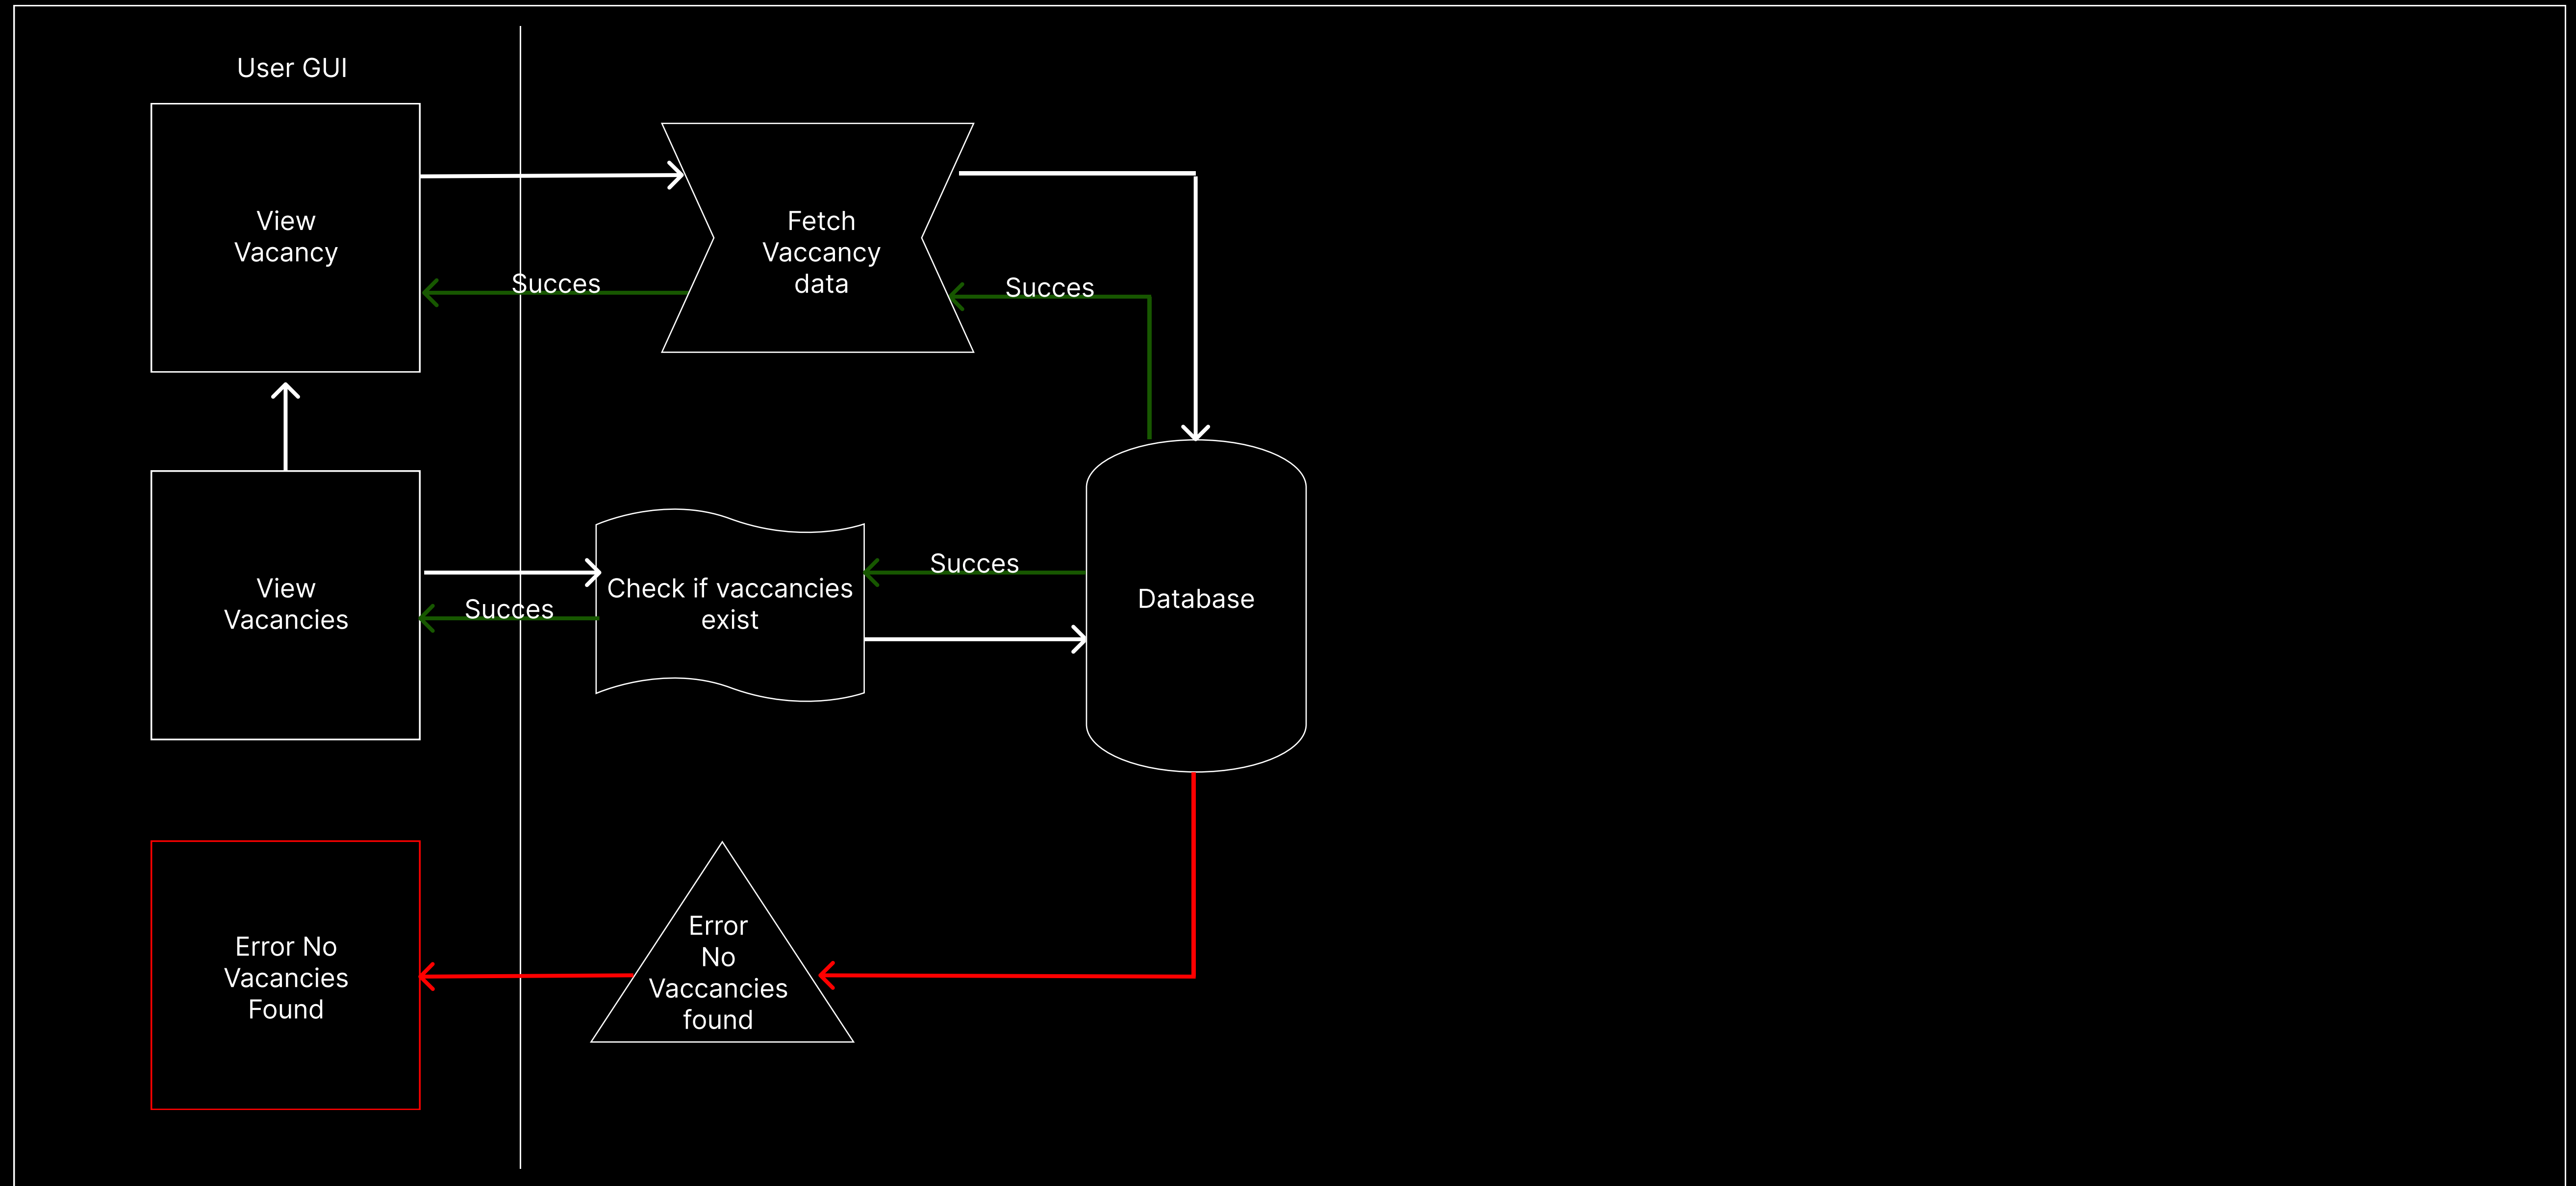 User GUI
View
Vacancy
Fetch
Vaccancy
data
Succes
Succes
View
Vacancies
Succes
Check if vaccancies
exist
Succes
Database
Error No
Vacancies
Found
Error
No
Vaccancies
found